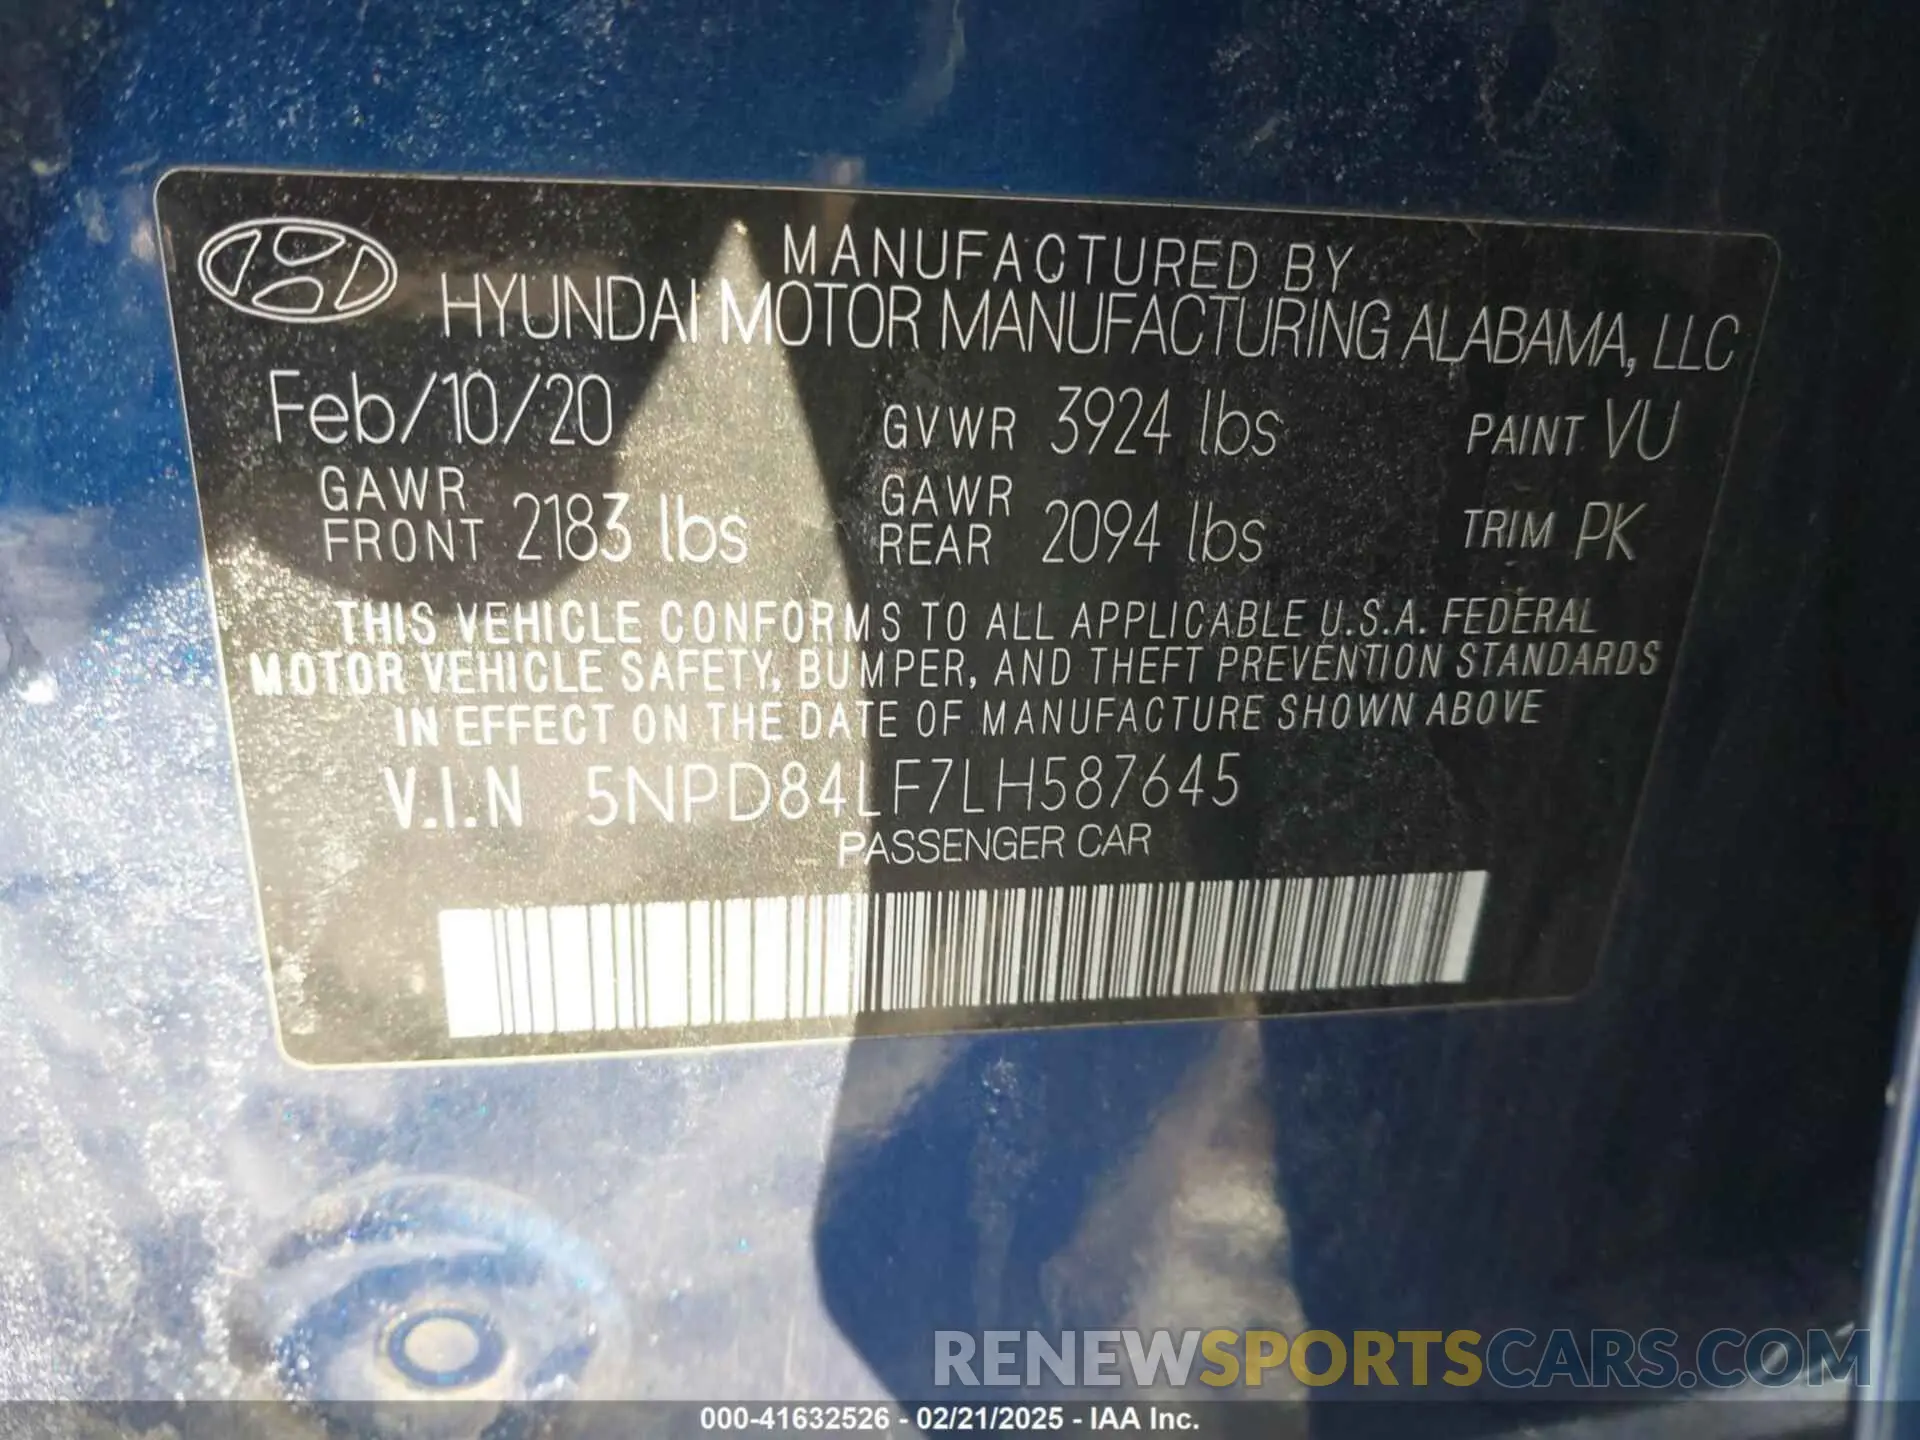 MANUFACTURED BY
HYUNDAI MOTOR MANUFACTURING ALABAMA, LLC
Feb/10/20 GVWR 3924 lbs PAINT VU
GAWR FRONT 2183 lbs GAWR REAR 2094 lbs TRIM PK
THIS VEHICLE CONFORMS TO ALL APPLICABLE U.S.A. FEDERAL
MOTOR VEHICLE SAFETY, BUMPER, AND THEFT PREVENTION STANDARDS
IN EFFECT ON THE DATE OF MANUFACTURE SHOWN ABOVE
V.I.N 5NPD84LF7LH587645
PASSENGER CAR
RENEWSPORTSCARS.COM
000-41632526 - 02/21/2025 - IAA Inc.